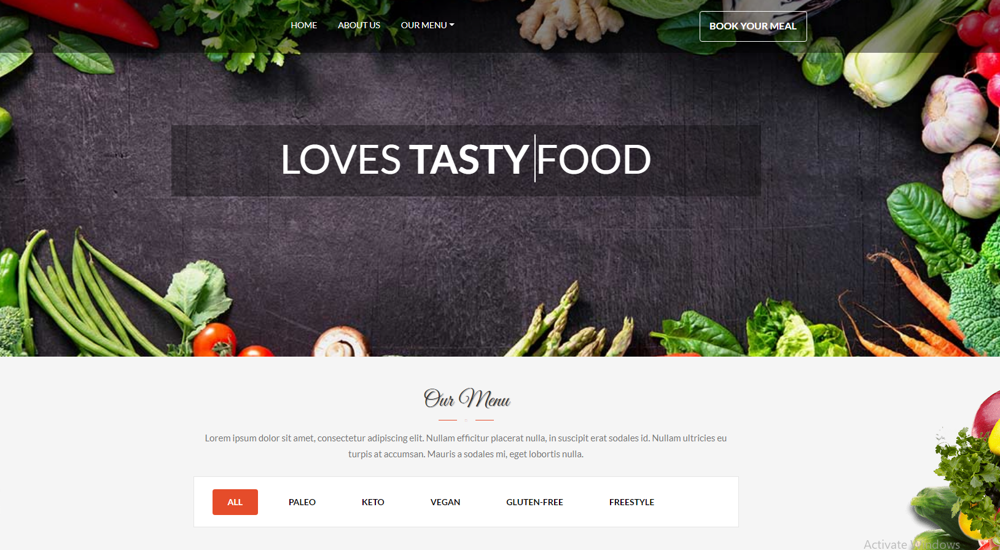 HOME ABOUT US OUR MENU
BOOK YOUR MEAL
LOVES TASTY FOOD
Our Menu
Lorem ipsum dolor sit amet, consectetur adipiscing elit. Nullam efficitur placerat nulla, in suscipit erat sodales id. Nullam ultricies eu
turpis at accumsan. Mauris a sodales mi, eget lobortis nulla.
ALL PALEO KETO VEGAN GLUTEN-FREE FREESTYLE
Activate Windows